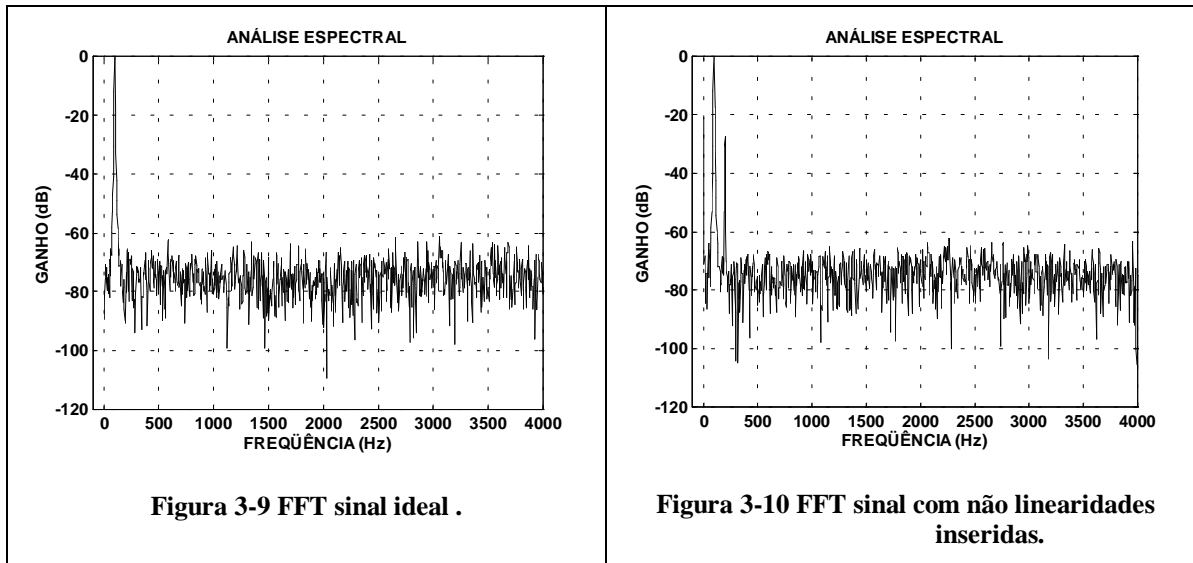 ANÁLISE ESPECTRAL
0
-20
-40
-60
-80
-100
-120
GANHO (dB)
0 500 1000 1500 2000 2500 3000 3500 4000
FREQÜÊNCIA (Hz)
Figura 3-9 FFT sinal ideal .
ANÁLISE ESPECTRAL
0
-20
-40
-60
-80
-100
-120
GANHO (dB)
0 500 1000 1500 2000 2500 3000 3500 4000
FREQÜÊNCIA (Hz)
Figura 3-10 FFT sinal com não linearidades
inseridas.